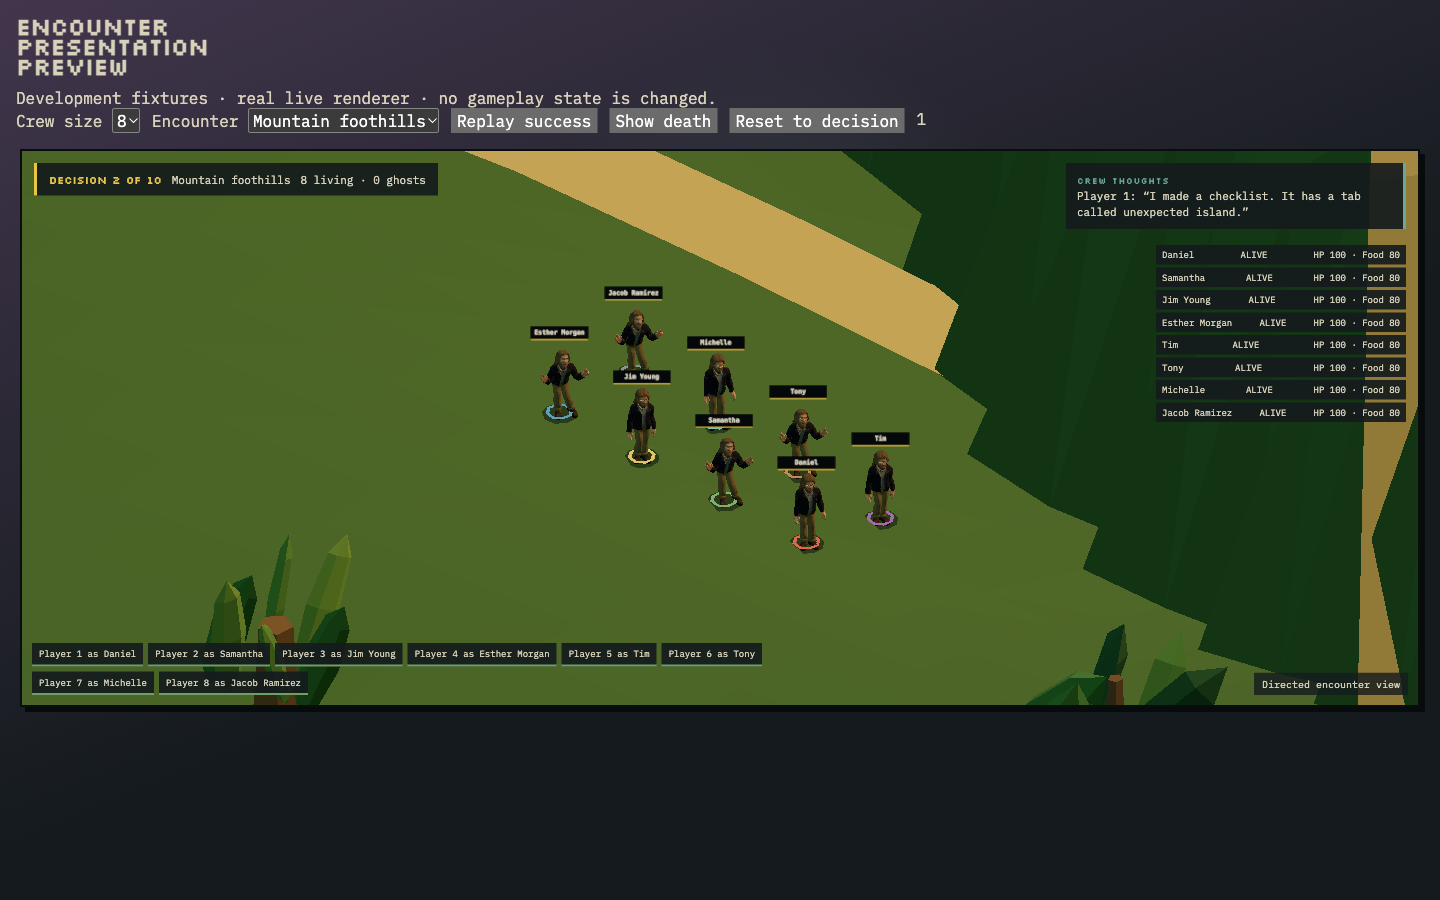 ENCOUNTER
PRESENTATION
PREVIEW
Development fixtures · real live renderer · no gameplay state is changed.
Crew size 8 Encounter Mountain foothills Replay success Show death Reset to decision 1
DECISION 2 OF 10 Mountain foothills 8 living · 0 ghosts
CREW THOUGHTS
Player 1: “I made a checklist. It has a tab
called unexpected island.”
Daniel ALIVE HP 100 · Food 80
Samantha ALIVE HP 100 · Food 80
Jim Young ALIVE HP 100 · Food 80
Esther Morgan ALIVE HP 100 · Food 80
Tim ALIVE HP 100 · Food 80
Tony ALIVE HP 100 · Food 80
Michelle ALIVE HP 100 · Food 80
Jacob Ramirez ALIVE HP 100 · Food 80
Jacob Ramirez
Esther Morgan
Michelle
Jim Young
Tony
Samantha
Tim
Daniel
Player 1 as Daniel Player 2 as Samantha Player 3 as Jim Young Player 4 as Esther Morgan Player 5 as Tim Player 6 as Tony
Player 7 as Michelle Player 8 as Jacob Ramirez
Directed encounter view